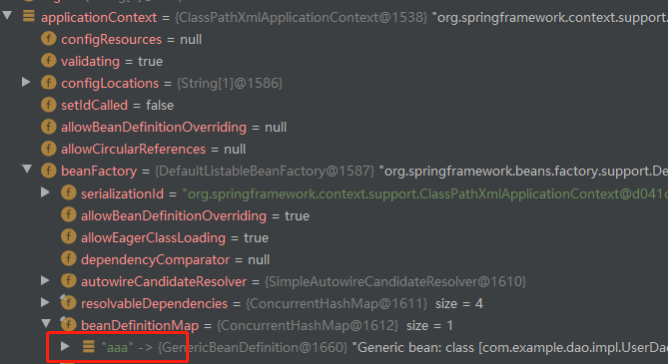 applicationContext = {ClassPathXmlApplicationContext@1538} "org.springframework.context.support.
configResources = null
validating = true
configLocations = {String[1]@1586}
setIdCalled = false
allowBeanDefinitionOverriding = null
allowCircularReferences = null
beanFactory = {DefaultListableBeanFactory@1587} "org.springframework.beans.factory.support.De
serializationId = "org.springframework.context.support.ClassPathXmlApplicationContext@d041c
allowBeanDefinitionOverriding = true
allowEagerClassLoading = true
dependencyComparator = null
autowireCandidateResolver = {SimpleAutowireCandidateResolver@1610}
resolvableDependencies = {ConcurrentHashMap@1611} size = 4
beanDefinitionMap = {ConcurrentHashMap@1612} size = 1
"aaa" -> {GenericBeanDefinition@1660} "Generic bean: class [com.example.dao.impl.UserDao